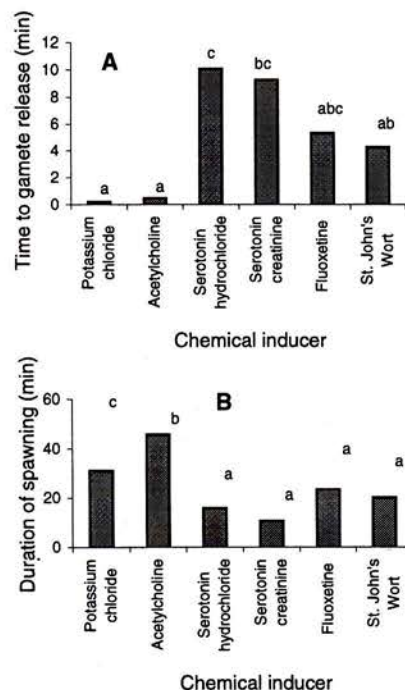 A
Time to gamete release (min)
12
10
8
6
4
2
0
a
a
c
bc
abc
ab
Potassium
chloride
Acetylcholine
Serotonin
hydrochloride
Serotonin
creatinine
Fluoxetine
St. John's
Wort
Chemical inducer
B
Duration of spawning (min)
60
40
20
0
c
b
a
a
a
a
Potassium
chloride
Acetylcholine
Serotonin
hydrochloride
Serotonin
creatinine
Fluoxetine
St. John's
Wort
Chemical inducer